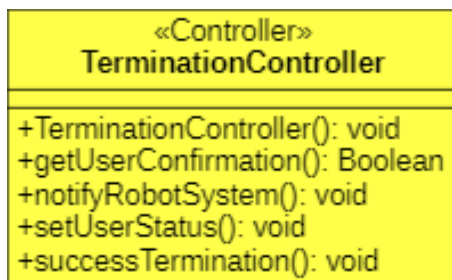 «Controller»
TerminationController
+TerminationController(): void
+getUserConfirmation(): Boolean
+notifyRobotSystem(): void
+setUserStatus(): void
+successTermination(): void